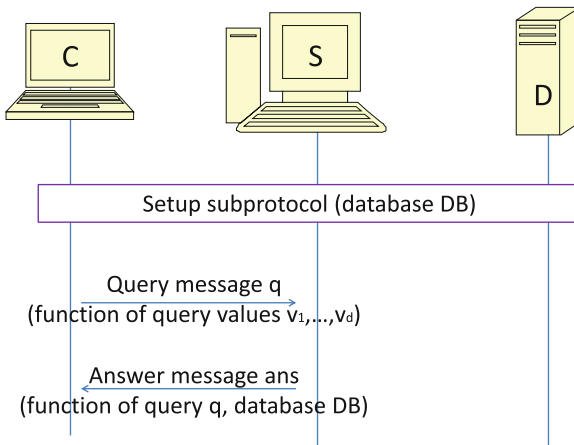 C
S
D
Setup subprotocol (database DB)
Query message q
(function of query values v₁,…,v_d)
Answer message ans
(function of query q, database DB)